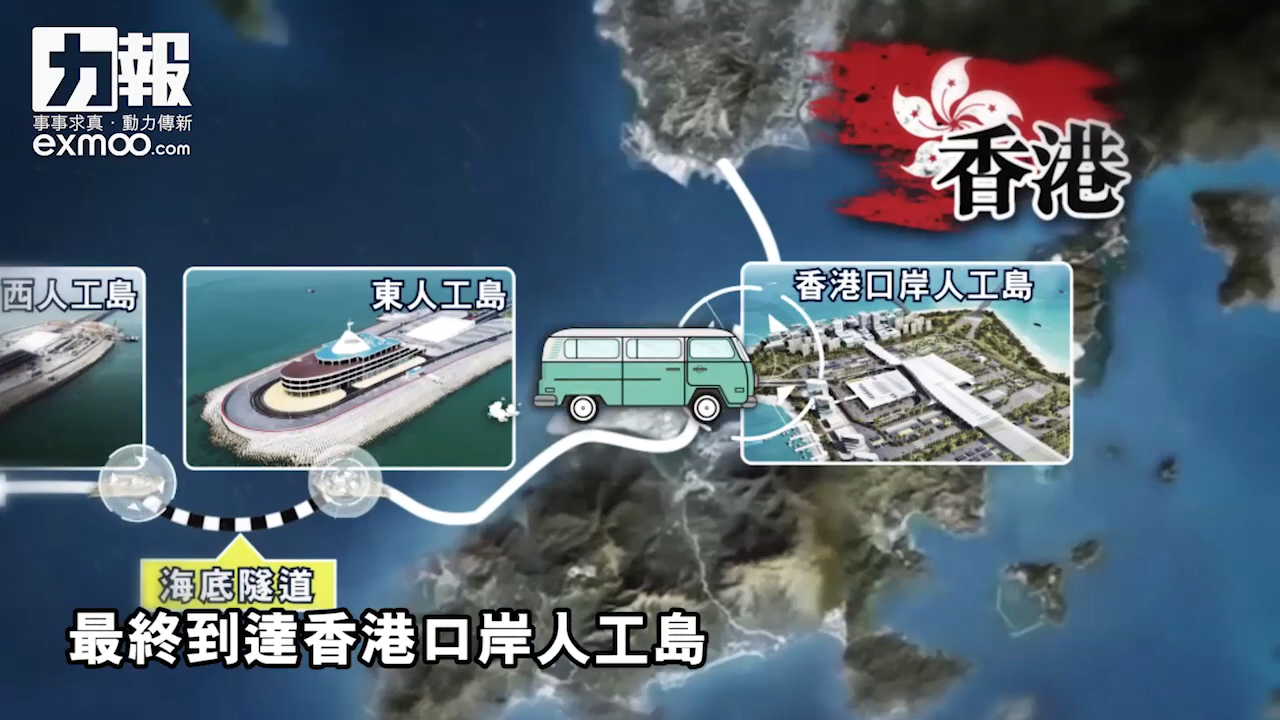 力報
事事求真·動力傳新
exmoo.com
香港
西人工島
東人工島
香港口岸人工島
海底隧道
最終到達香港口岸人工島